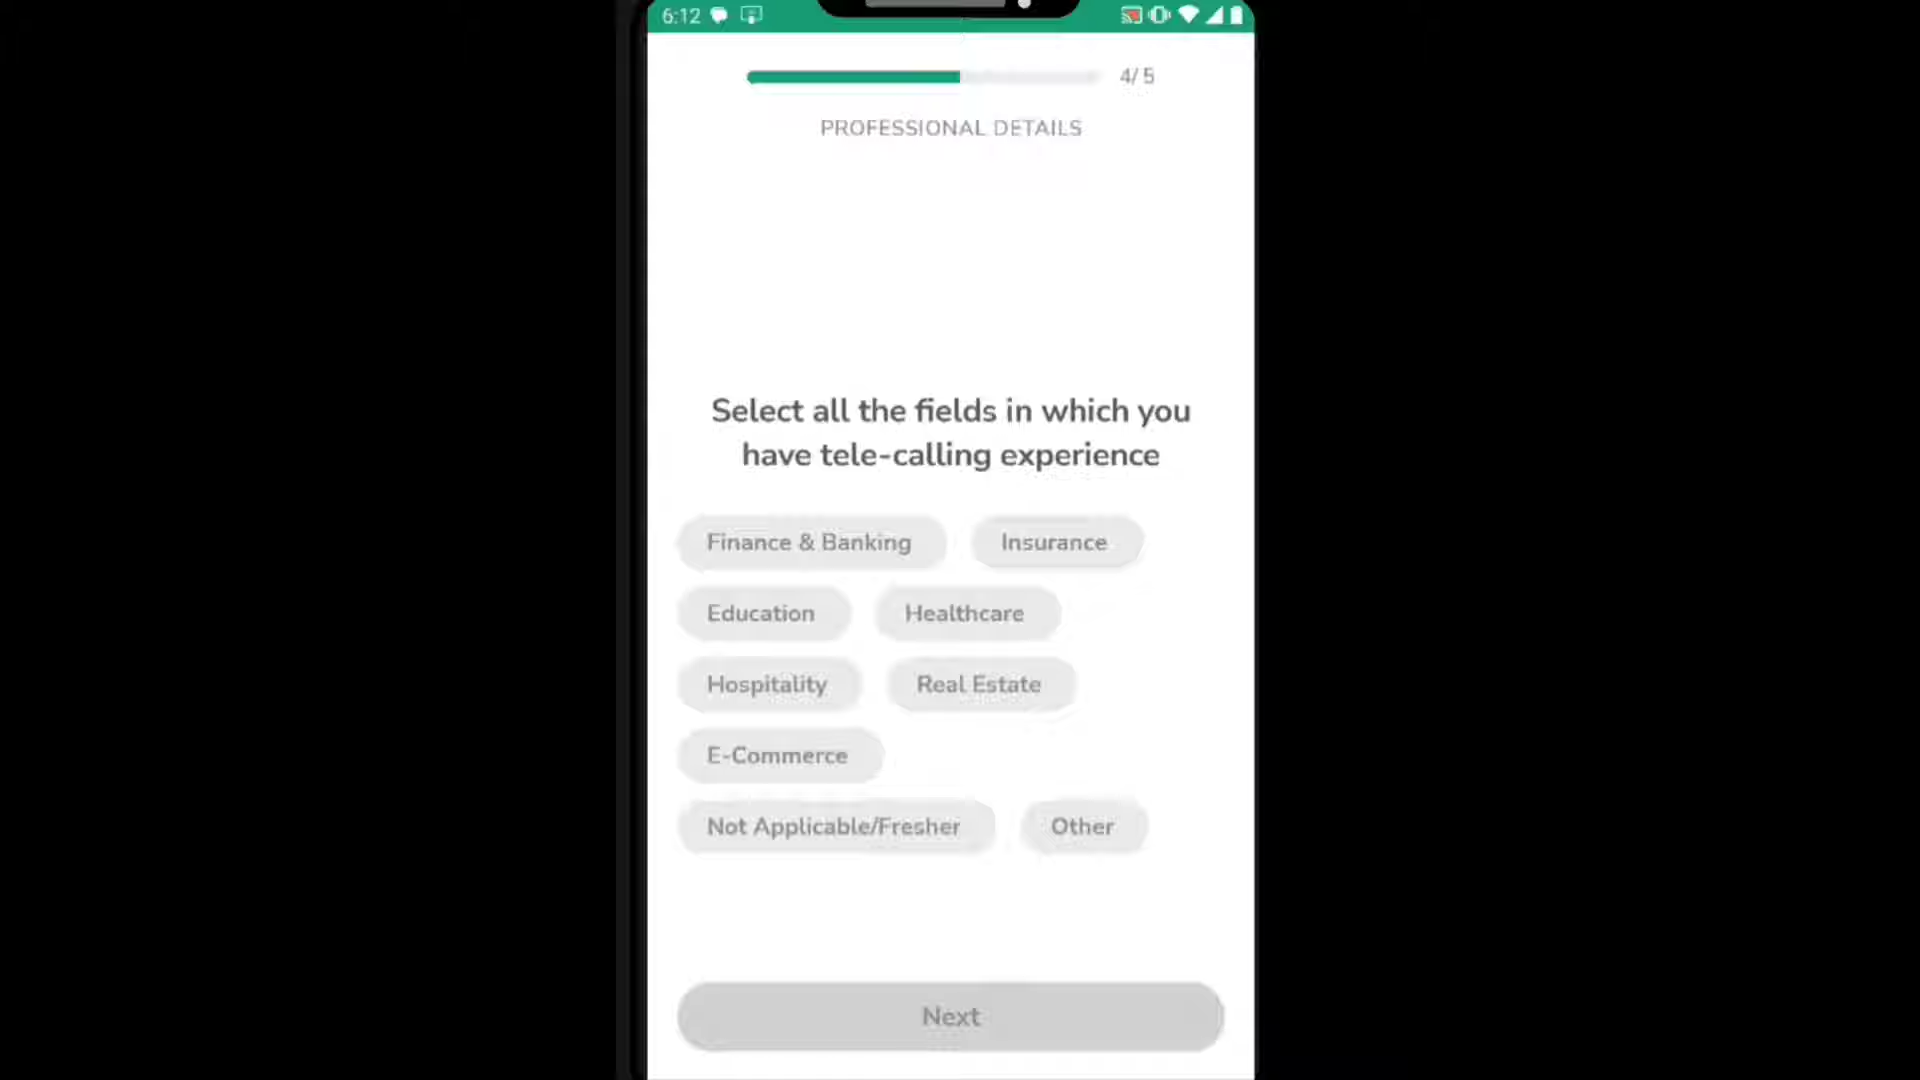 6:12
4/ 5
PROFESSIONAL DETAILS
Select all the fields in which you
have tele-calling experience
Finance & Banking Insurance
Education Healthcare
Hospitality Real Estate
E-Commerce
Not Applicable/Fresher Other
Next